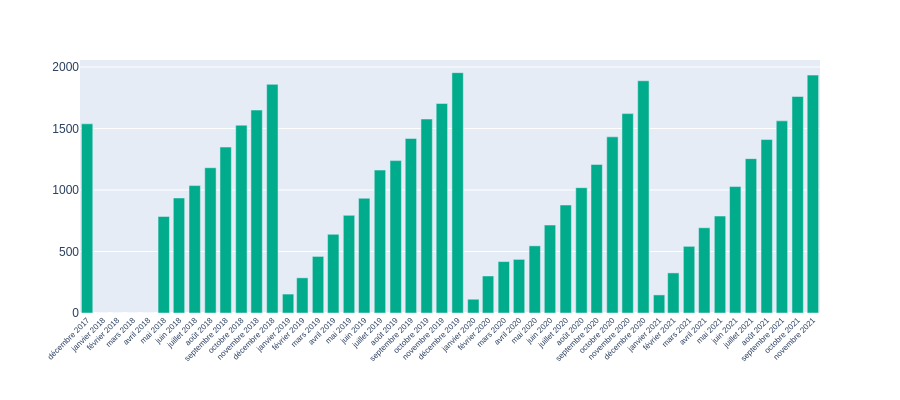 2000
1500
1000
500
0
décembre 2017
janvier 2018
février 2018
mars 2018
avril 2018
mai 2018
juin 2018
juillet 2018
août 2018
septembre 2018
octobre 2018
novembre 2018
décembre 2018
janvier 2019
février 2019
mars 2019
avril 2019
mai 2019
juin 2019
juillet 2019
août 2019
septembre 2019
octobre 2019
novembre 2019
décembre 2019
janvier 2020
février 2020
mars 2020
avril 2020
mai 2020
juin 2020
juillet 2020
août 2020
septembre 2020
octobre 2020
novembre 2020
décembre 2020
janvier 2021
février 2021
mars 2021
avril 2021
mai 2021
juin 2021
juillet 2021
août 2021
septembre 2021
octobre 2021
novembre 2021